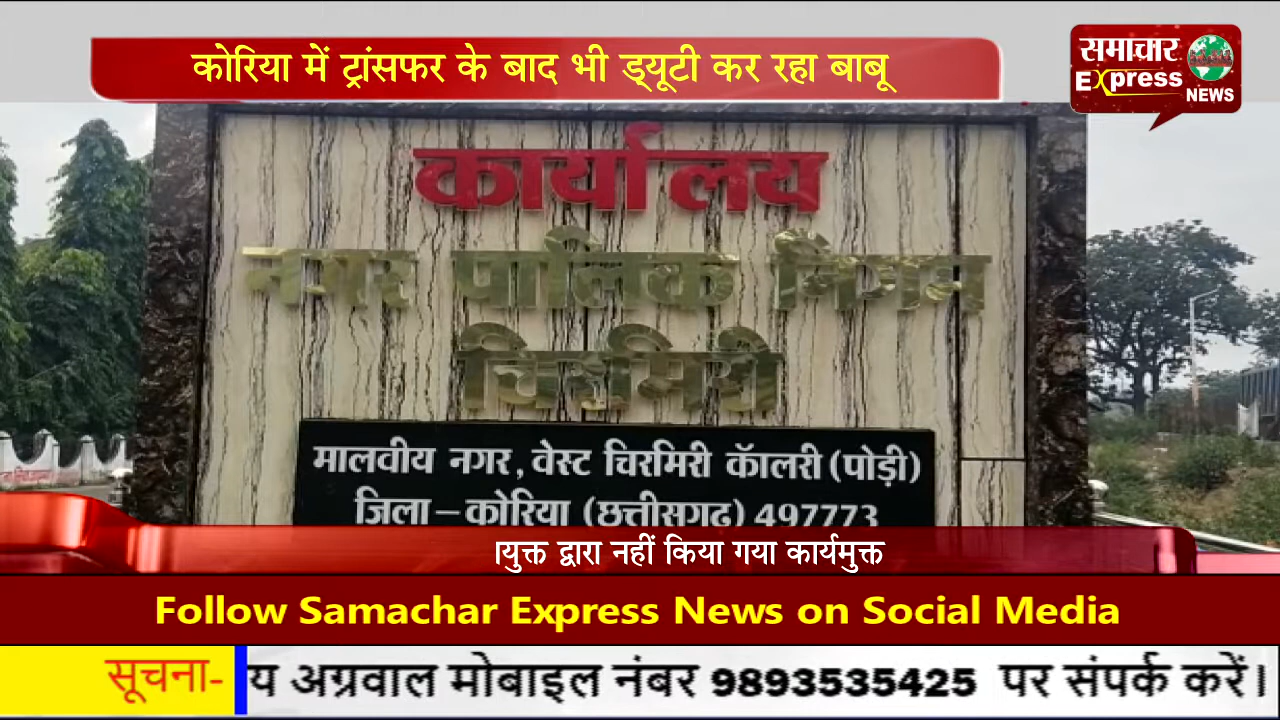 कोरिया में ट्रांसफर के बाद भी ड्यूटी कर रहा बाबू
समाचार
Express
NEWS
कार्यालय
नगर पालिक निगम
चिरमिरी
मालवीय नगर, वेस्ट चिरमिरी कॅालरी (पोड़ी)
जिला – कोरिया (छत्तीसगढ़) 497773
ायुक्त द्वारा नहीं किया गया कार्यमुक्त
Follow Samachar Express News on Social Media
सूचना- य अग्रवाल मोबाइल नंबर 9893535425 पर संपर्क करें।